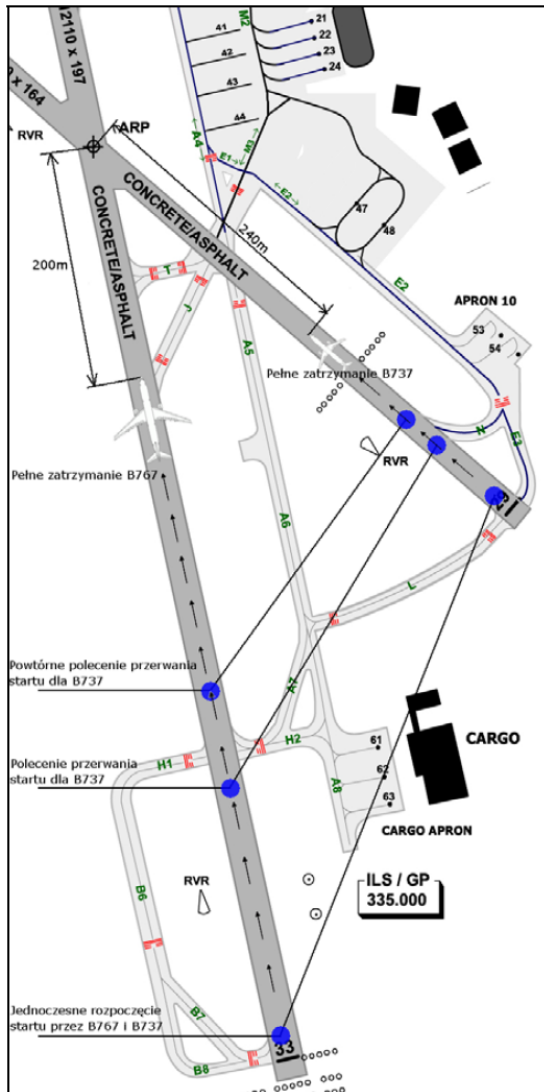 2110 x 197
0 x 164
RVR
ARP
M2
41
42
43
44
21
22
23
24
A4
E1
M3
E2
47
48
CONCRETE/ASPHALT
CONCRETE/ASPHALT
240m
200m
T
J
A5
E2
APRON 10
53
54
Pełne zatrzymanie B737
N
E3
RVR
29
Pełne zatrzymanie B767
A6
L
Powtórne polecenie przerwania
startu dla B737
A7
H1
H2
Polecenie przerwania
startu dla B737
61
62
63
A8
CARGO
CARGO APRON
ILS / GP
335.000
RVR
B6
B7
Jednoczesne rozpoczęcie
startu przez B767 i B737
33
B8